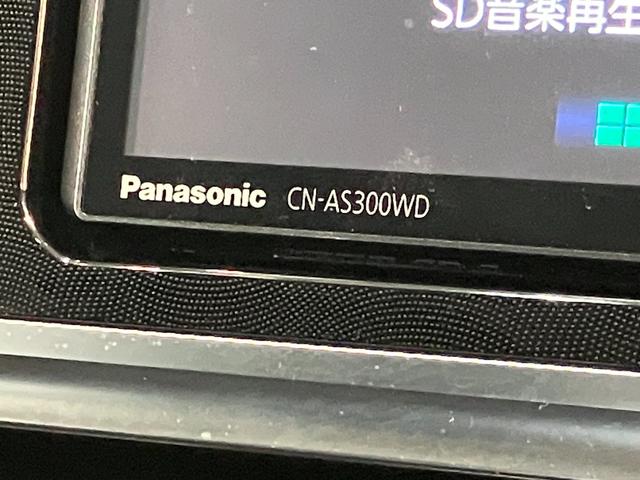 SD音楽再生
Panasonic CN-AS300WD